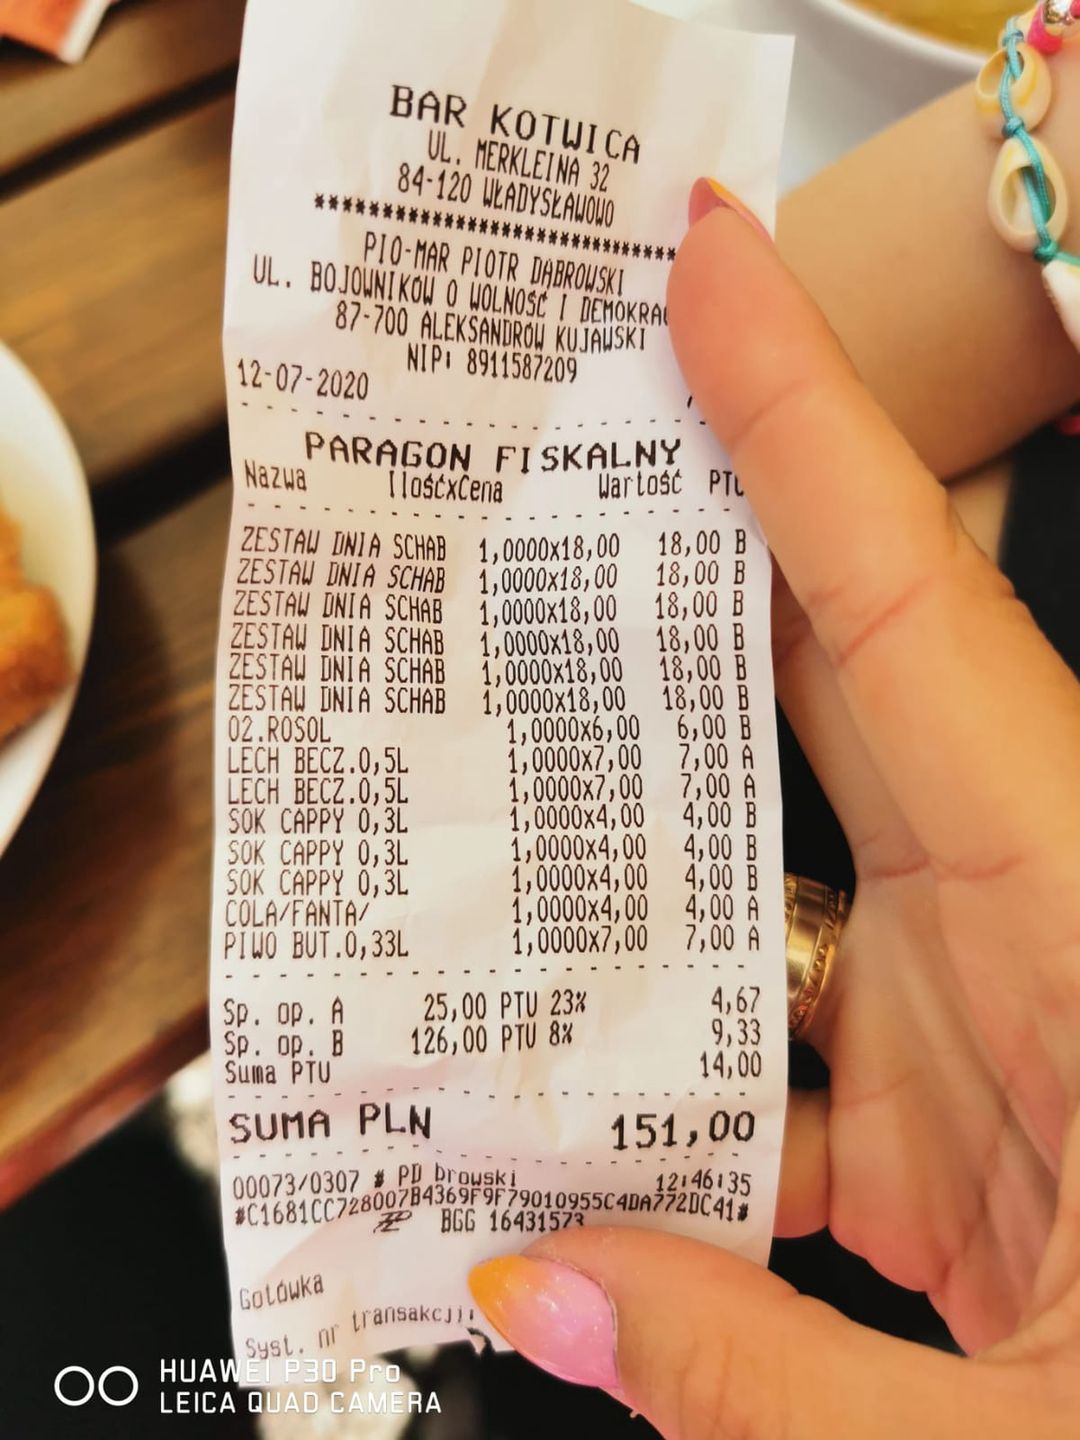 BAR KOTWICA
UL. MERKLEINA 32
84-120 WŁADYSŁAWOWO
********************************
PIO-MAR PIOTR DĄBROWSKI
UL. BOJOWNIKÓW O WOLNOŚĆ I DEMOKRAC
87-700 ALEKSANDRÓW KUJAWSKI
NIP: 8911587209
12-07-2020
PARAGON FISKALNY
Nazwa IlośćxCena Wartość PTU
ZESTAW DNIA SCHAB 1,0000x18,00 18,00 B
ZESTAW DNIA SCHAB 1,0000x18,00 18,00 B
ZESTAW DNIA SCHAB 1,0000x18,00 18,00 B
ZESTAW DNIA SCHAB 1,0000x18,00 18,00 B
ZESTAW DNIA SCHAB 1,0000x18,00 18,00 B
ZESTAW DNIA SCHAB 1,0000x18,00 18,00 B
02.ROSOL 1,0000x6,00 6,00 B
LECH BECZ.0,5L 1,0000x7,00 7,00 A
LECH BECZ.0,5L 1,0000x7,00 7,00 A
SOK CAPPY 0,3L 1,0000x4,00 4,00 B
SOK CAPPY 0,3L 1,0000x4,00 4,00 B
SOK CAPPY 0,3L 1,0000x4,00 4,00 B
COLA/FANTA/ 1,0000x4,00 4,00 A
PIWO BUT.0,33L 1,0000x7,00 7,00 A
Sp. op. A 25,00 PTU 23% 4,67
Sp. op. B 126,00 PTU 8% 9,33
Suma PTU 14,00
SUMA PLN 151,00
00073/0307 # PD browski 12:46:35
#C1681CC728007B4369F9F79010955C4DA772DC41#
BGG 16431573
Gotówka
Syst. nr transakcji:
HUAWEI P30 Pro
LEICA QUAD CAMERA